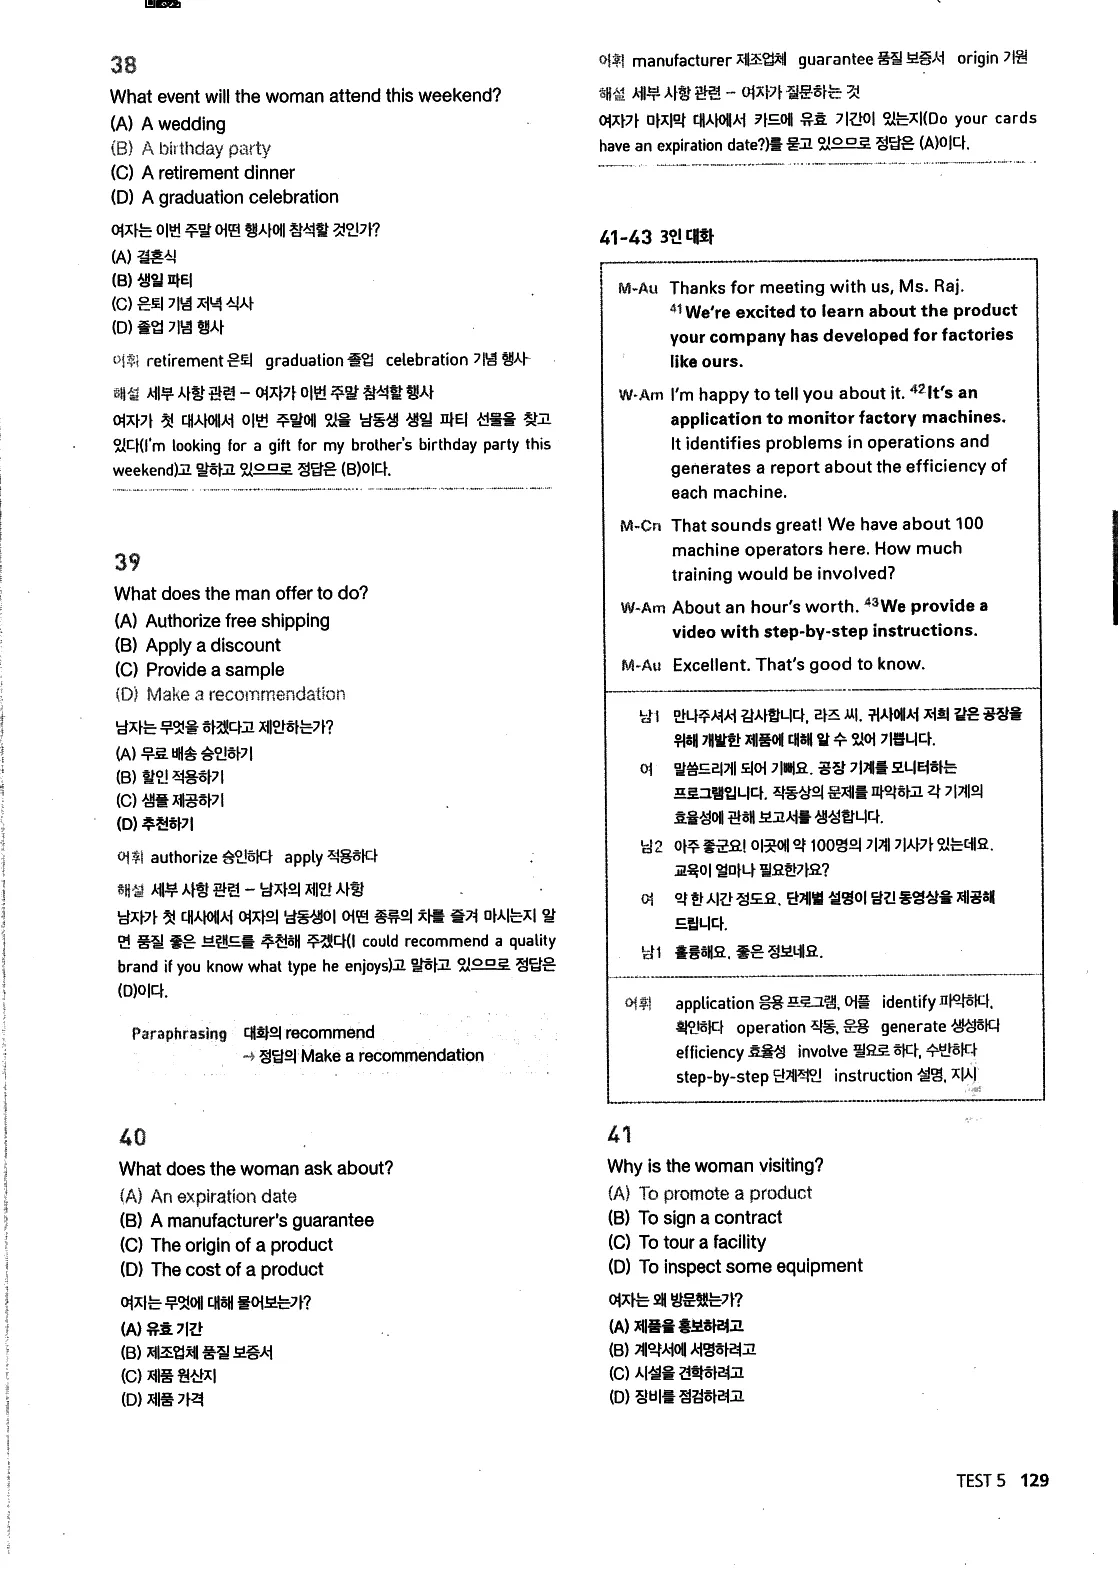 38
What event will the woman attend this weekend?
(A) A wedding
(B) A birthday party
(C) A retirement dinner
(D) A graduation celebration
여자는 이번 주말 어떤 행사에 참석할 것인가?
(A) 결혼식
(B) 생일 파티
(C) 은퇴 기념 저녁 식사
(D) 졸업 기념 행사
어휘 retirement 은퇴 graduation 졸업 celebration 기념 행사
해설 세부 사항 관련 – 여자가 이번 주말 참석할 행사
여자가 첫 대사에서 이번 주말에 있을 남동생 생일 파티 선물을 찾고
있다(I'm looking for a gift for my brother's birthday party this
weekend)고 말하고 있으므로 정답은 (B)이다.
39
What does the man offer to do?
(A) Authorize free shipping
(B) Apply a discount
(C) Provide a sample
(D) Make a recommendation
남자는 무엇을 하겠다고 제안하는가?
(A) 무료 배송 승인하기
(B) 할인 적용하기
(C) 샘플 제공하기
(D) 추천하기
어휘 authorize 승인하다 apply 적용하다
해설 세부 사항 관련 – 남자의 제안 사항
남자가 첫 대사에서 여자의 남동생이 어떤 종류의 차를 즐겨 마시는지 알
면 품질 좋은 브랜드를 추천해 주겠다(I could recommend a quality
brand if you know what type he enjoys)고 말하고 있으므로 정답은
(D)이다.
Paraphrasing 대화의 recommend
→ 정답의 Make a recommendation
40
What does the woman ask about?
(A) An expiration date
(B) A manufacturer's guarantee
(C) The origin of a product
(D) The cost of a product
여자는 무엇에 대해 물어보는가?
(A) 유효 기간
(B) 제조업체 품질 보증서
(C) 제품 원산지
(D) 제품 가격
어휘 manufacturer 제조업체 guarantee 품질 보증서 origin 기원
해설 세부 사항 관련 – 여자가 질문하는 것
여자가 마지막 대사에서 카드에 유효 기간이 있는지(Do your cards
have an expiration date?)를 묻고 있으므로 정답은 (A)이다.
41-43 3인 대화
M-Au Thanks for meeting with us, Ms. Raj.
41 We're excited to learn about the product
your company has developed for factories
like ours.
W-Am I'm happy to tell you about it. 42 It's an
application to monitor factory machines.
It identifies problems in operations and
generates a report about the efficiency of
each machine.
M-Cn That sounds great! We have about 100
machine operators here. How much
training would be involved?
W-Am About an hour's worth. 43 We provide a
video with step-by-step instructions.
M-Au Excellent. That's good to know.
남1 만나주셔서 감사합니다, 라즈 씨. 귀사에서 저희 같은 공장을
위해 개발한 제품에 대해 알 수 있어 기쁩니다.
여 말씀드리게 되어 기뻐요. 공장 기계를 모니터하는
프로그램입니다. 작동상의 문제를 파악하고 각 기계의
효율성에 관해 보고서를 생성합니다.
남2 아주 좋군요! 이곳에 약 100명의 기계 기사가 있는데요.
교육이 얼마나 필요한가요?
여 약 한 시간 정도요. 단계별 설명이 담긴 동영상을 제공해
드립니다.
남1 훌륭해요. 좋은 정보네요.
어휘 application 응용 프로그램, 어플 identify 파악하다,
확인하다 operation 작동, 운용 generate 생성하다
efficiency 효율성 involve 필요로 하다, 수반하다
step-by-step 단계적인 instruction 설명, 지시
41
Why is the woman visiting?
(A) To promote a product
(B) To sign a contract
(C) To tour a facility
(D) To inspect some equipment
여자는 왜 방문했는가?
(A) 제품을 홍보하려고
(B) 계약서에 서명하려고
(C) 시설을 견학하려고
(D) 장비를 점검하려고
TEST 5 129